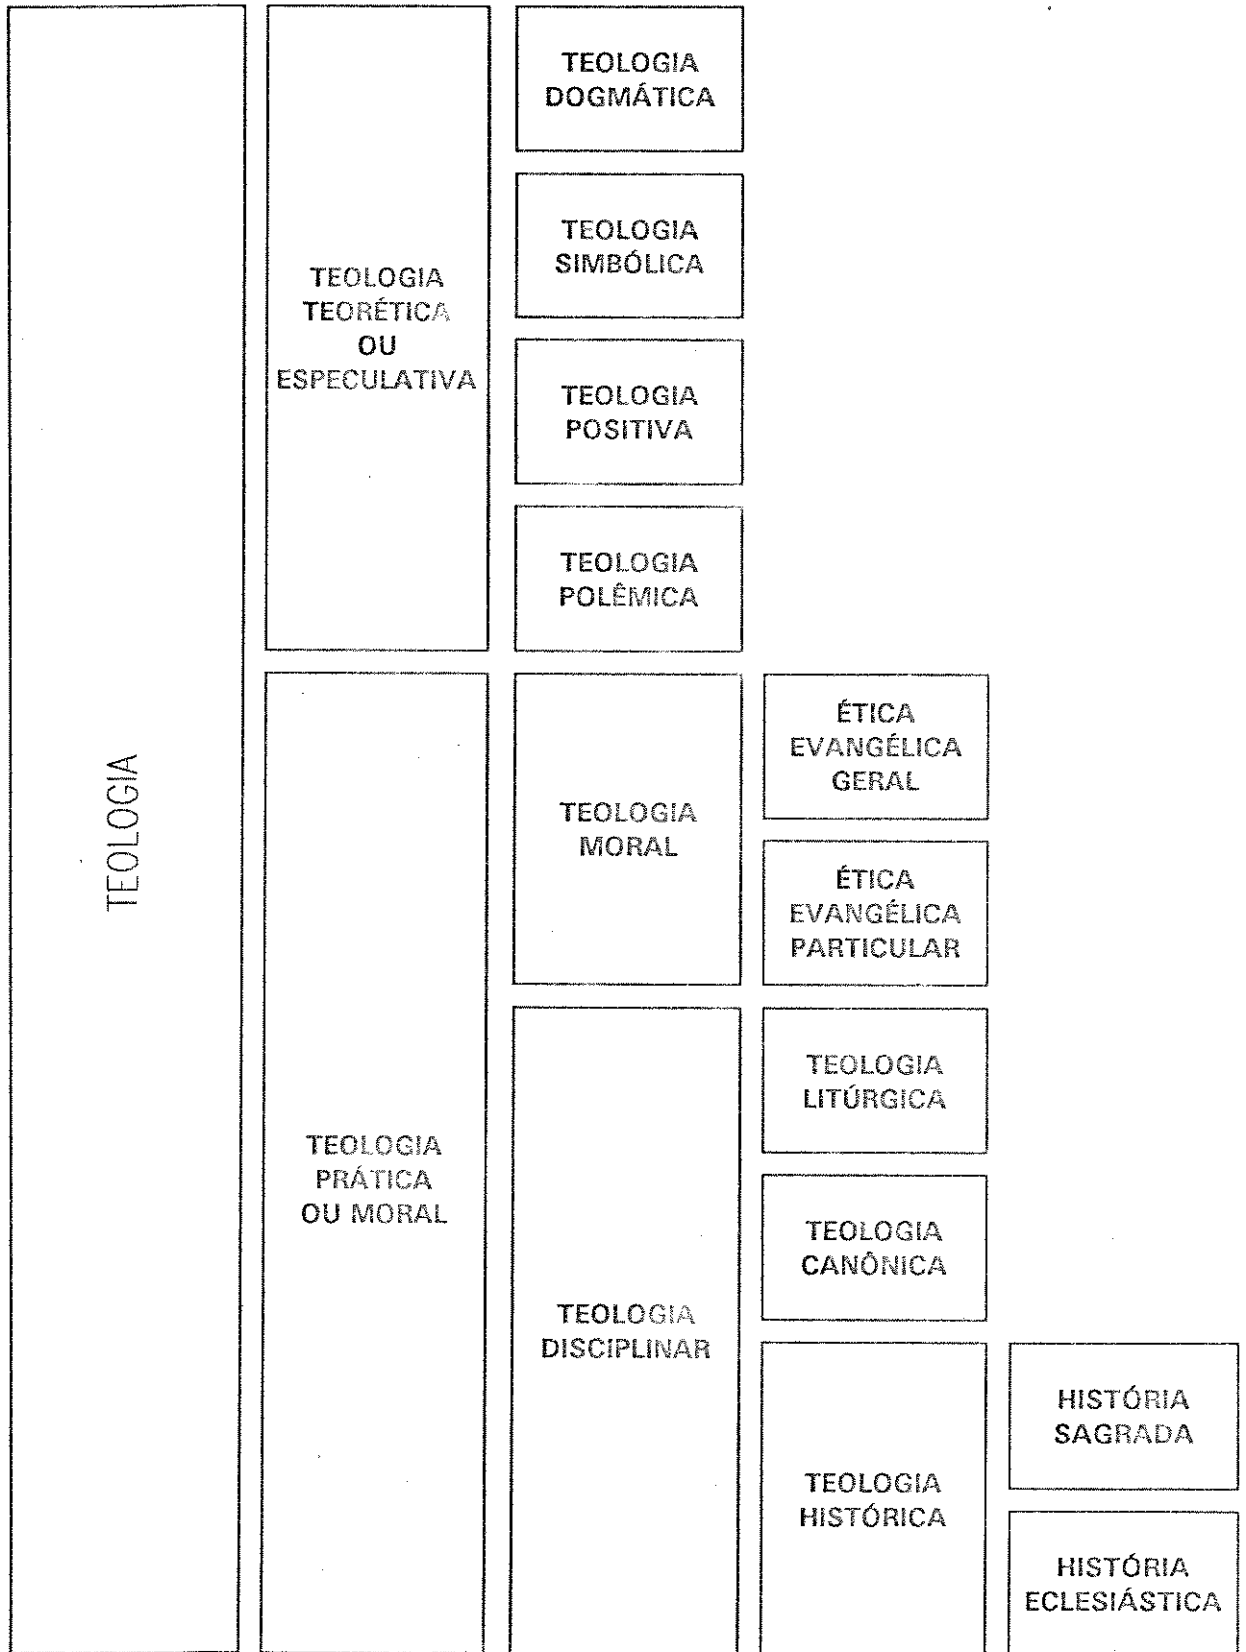 TEOLOGIA
TEOLOGIA
TEORÉTICA
OU
ESPECULATIVA
TEOLOGIA
DOGMÁTICA
TEOLOGIA
SIMBÓLICA
TEOLOGIA
POSITIVA
TEOLOGIA
POLÊMICA
TEOLOGIA
PRÁTICA
OU MORAL
TEOLOGIA
MORAL
ÉTICA
EVANGÉLICA
GERAL
ÉTICA
EVANGÉLICA
PARTICULAR
TEOLOGIA
DISCIPLINAR
TEOLOGIA
LITÚRGICA
TEOLOGIA
CANÔNICA
TEOLOGIA
HISTÓRICA
HISTÓRIA
SAGRADA
HISTÓRIA
ECLESIÁSTICA